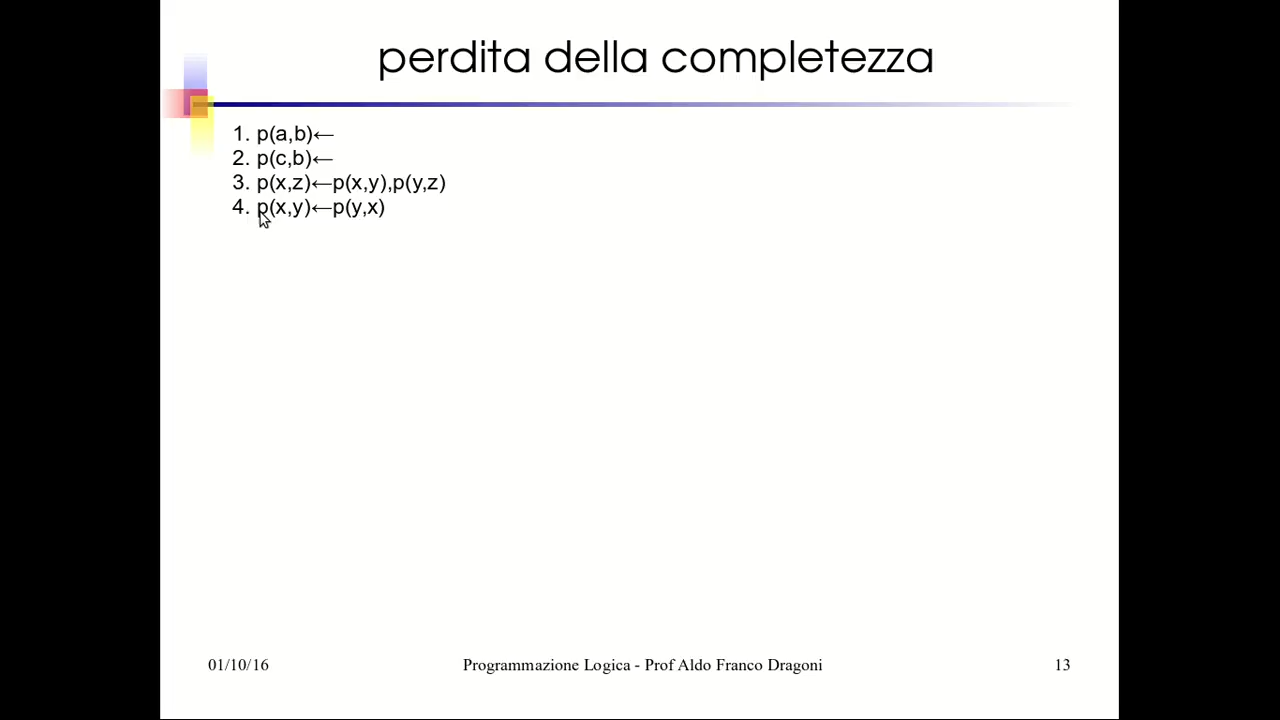 perdita della completezza
1. p(a,b)←
2. p(c,b)←
3. p(x,z)←p(x,y),p(y,z)
4. p(x,y)←p(y,x)
01/10/16
Programmazione Logica - Prof Aldo Franco Dragoni
13